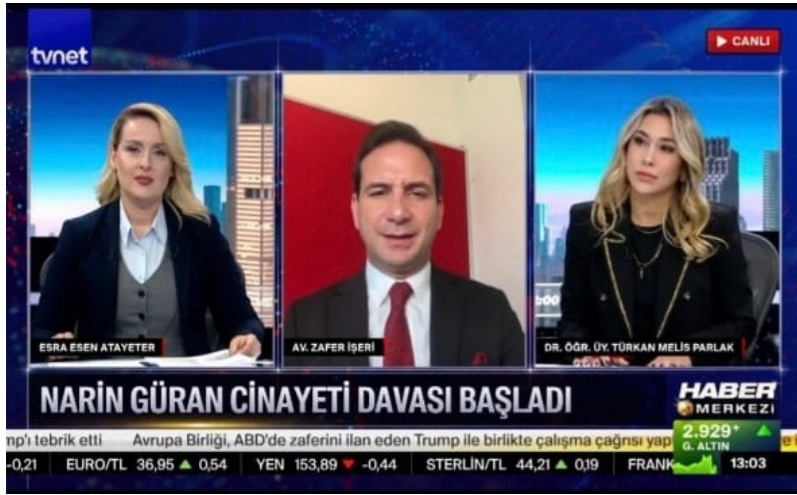 tvnet
CANLI
ESRA ESEN ATAYETER
AV. ZAFER İŞERİ
DR. ÖĞR. ÜY. TÜRKAN MELİS PARLAK
NARİN GÜRAN CİNAYETİ DAVASI BAŞLADI
HABER
MERKEZİ
mp'ı tebrik etti Avrupa Birliği, ABD'de zaferini ilan eden Trump ile birlikte çalışma çağrısı yap
2.929+
G. ALTIN
-0,21 EURO/TL 36,95 0,54 YEN 153,89 -0,44 STERLİN/TL 44,21 0,19 FRANK 13:03